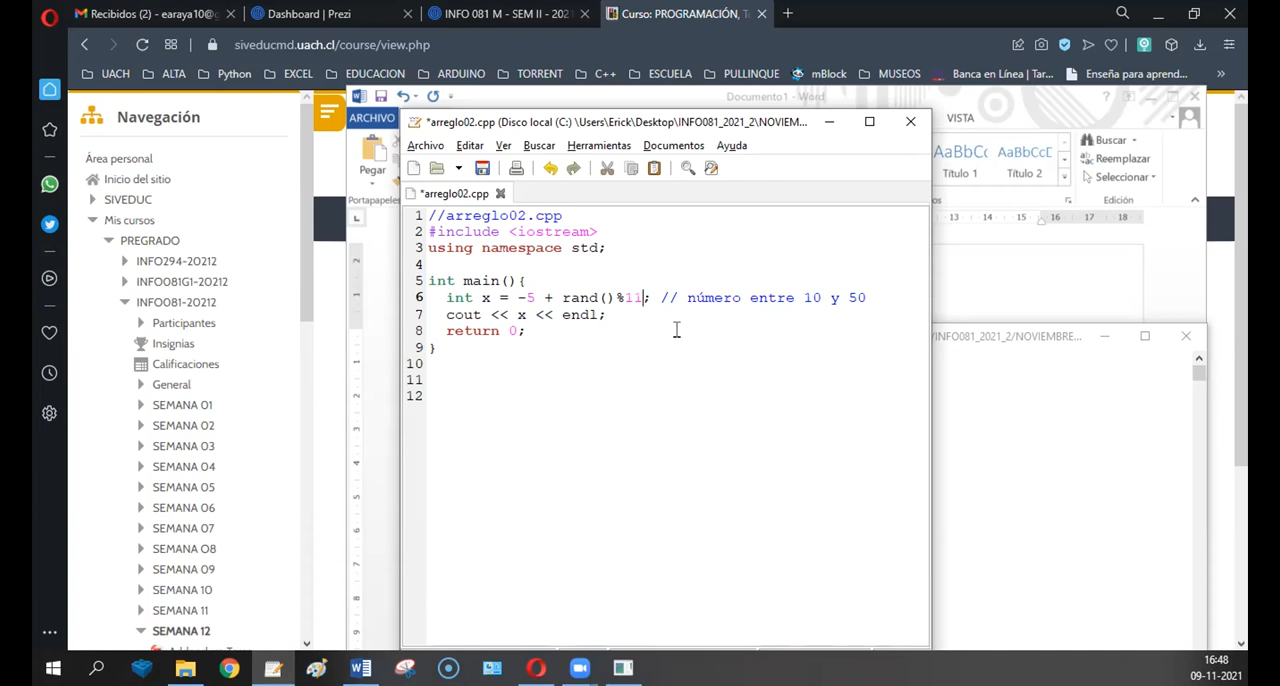 Recibidos (2) - earaya10@g
Dashboard | Prezi
INFO 081 M - SEM II - 202
Curso: PROGRAMACIÓN, T
siveducmd.uach.cl/course/view.php
UACH ALTA Python EXCEL EDUCACION ARDUINO TORRENT C++ ESCUELA PULLINQUE mBlock MUSEOS Banca en Línea | Tar... Enseña para aprend... »
Navegación
Área personal
Inicio del sitio
SIVEDUC
Mis cursos
PREGRADO
INFO294-20212
INFO081G1-20212
INFO081-20212
Participantes
Insignias
Calificaciones
General
SEMANA 01
SEMANA 02
SEMANA 03
SEMANA 04
SEMANA 05
SEMANA 06
SEMANA 07
SEMANA 08
SEMANA 09
SEMANA 10
SEMANA 11
SEMANA 12
Documento1 - Word
ARCHIVO
VISTA
Pegar
Portapapeles
AaBbCc AaBbCcD
Título 1 Título 2
Buscar
Reemplazar
Seleccionar
Edición
13 14 15 16 17 18
*arreglo02.cpp (Disco local (C:) \Users\Erick\Desktop\INFO081_2021_2\NOVIEM...
Archivo Editar Ver Buscar Herramientas Documentos Ayuda
*arreglo02.cpp
1 //arreglo02.cpp
2 #include <iostream>
3 using namespace std;
4
5 int main(){
6 int x = -5 + rand()%11; // número entre 10 y 50
7 cout << x << endl;
8 return 0;
9 }
10
11
12
/INFO081_2021_2/NOVIEMBRE...
16:48
09-11-2021